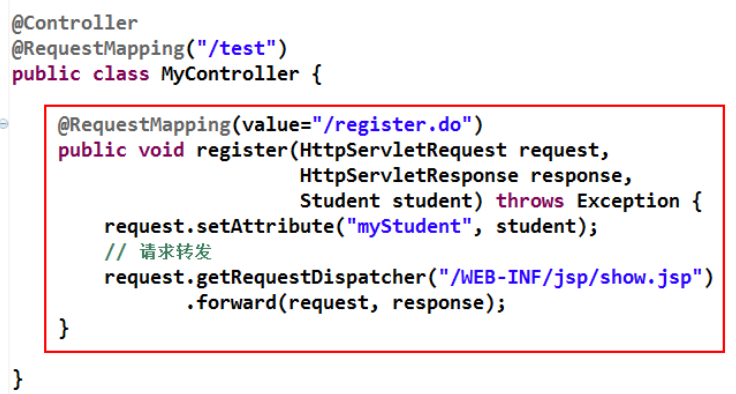 @Controller
@RequestMapping("/test")
public class MyController {
@RequestMapping(value="/register.do")
public void register(HttpServletRequest request,
HttpServletResponse response,
Student student) throws Exception {
request.setAttribute("myStudent", student);
// 请求转发
request.getRequestDispatcher("/WEB-INF/jsp/show.jsp")
.forward(request, response);
}
}